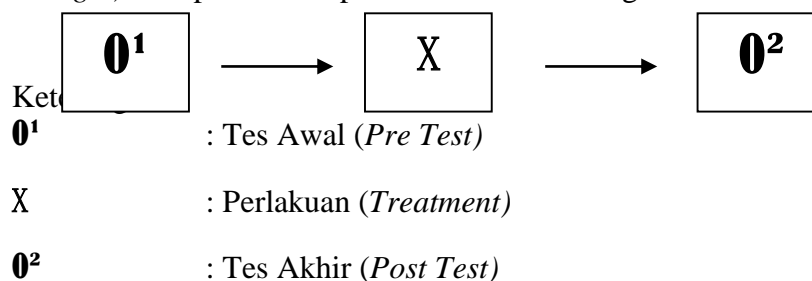 0¹ X 0²
0¹ : Tes Awal (Pre Test)
X : Perlakuan (Treatment)
0² : Tes Akhir (Post Test)